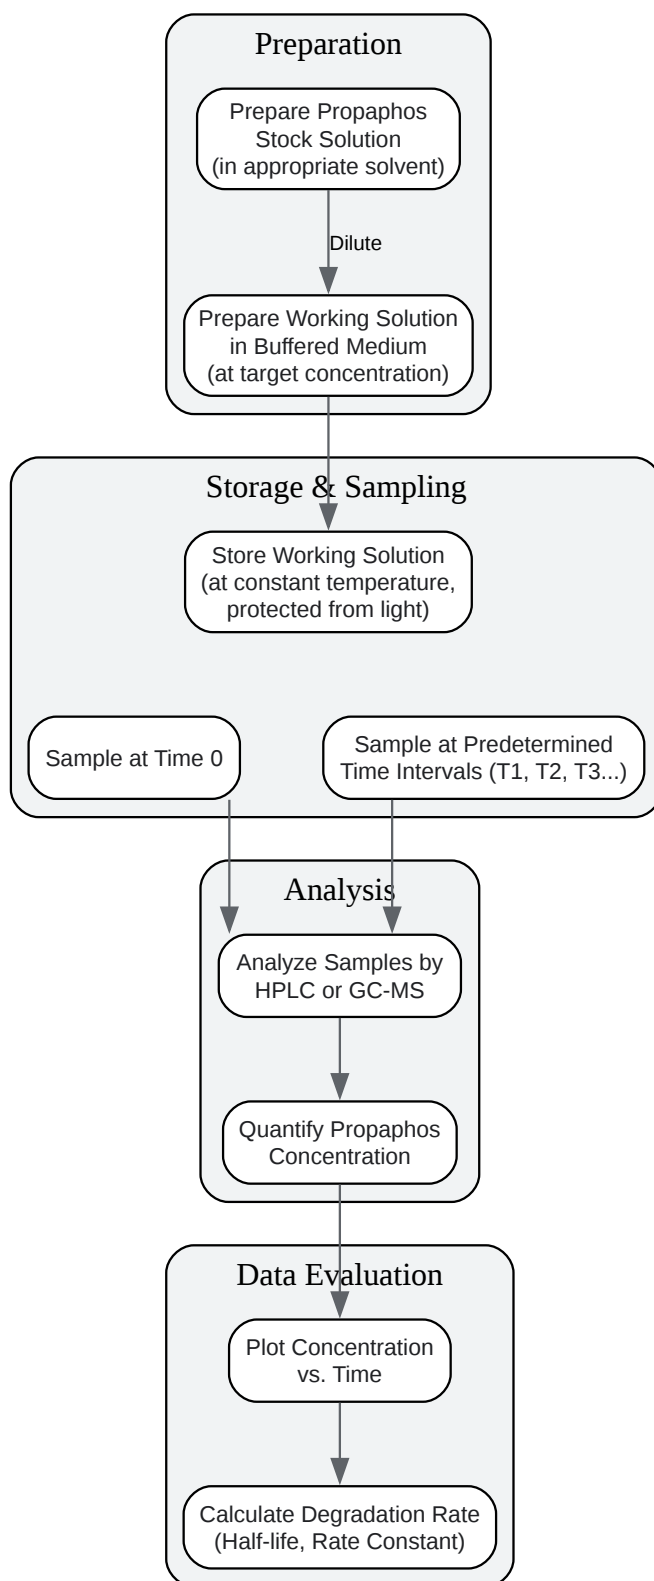 Preparation
Prepare Propaphos
Stock Solution
(in appropriate solvent)
Dilute
Prepare Working Solution
in Buffered Medium
(at target concentration)
Storage & Sampling
Store Working Solution
(at constant temperature,
protected from light)
Sample at Time 0
Sample at Predetermined
Time Intervals (T1, T2, T3...)
Analysis
Analyze Samples by
HPLC or GC-MS
Quantify Propaphos
Concentration
Data Evaluation
Plot Concentration
vs. Time
Calculate Degradation Rate
(Half-life, Rate Constant)